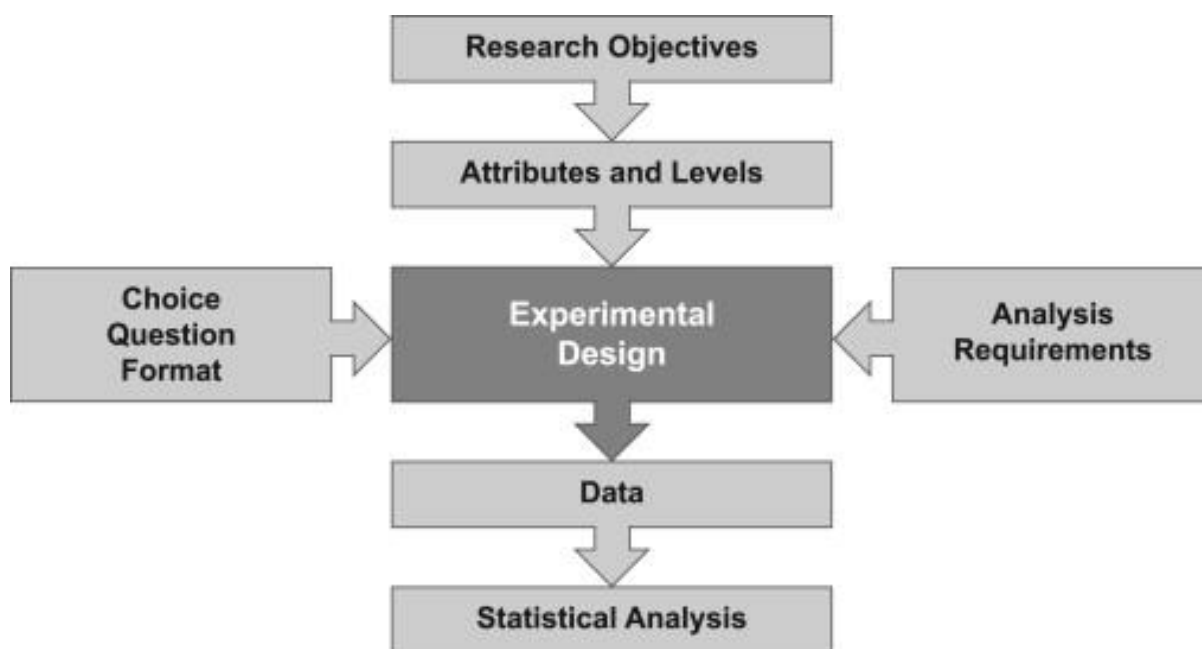 Research Objectives
Attributes and Levels
Choice
Question
Format
Experimental
Design
Analysis
Requirements
Data
Statistical Analysis